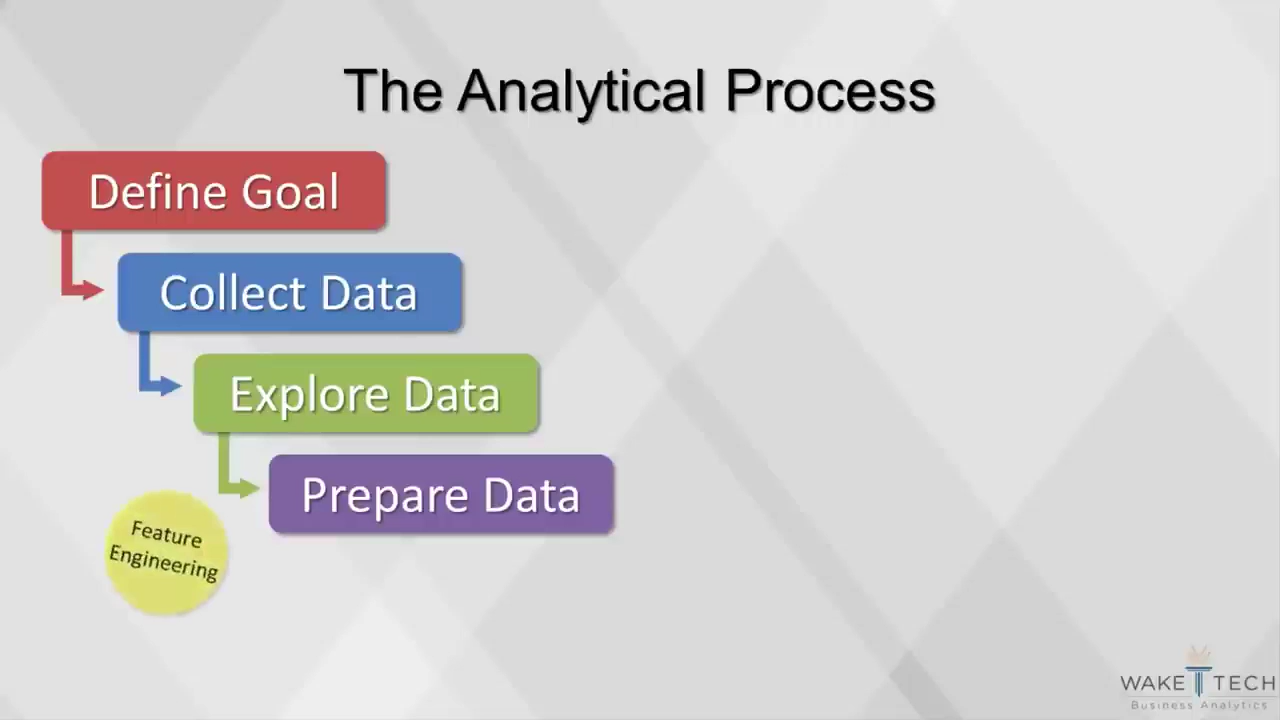 The Analytical Process
Define Goal
Collect Data
Explore Data
Prepare Data
Feature
Engineering
WAKE TECH
Business Analytics